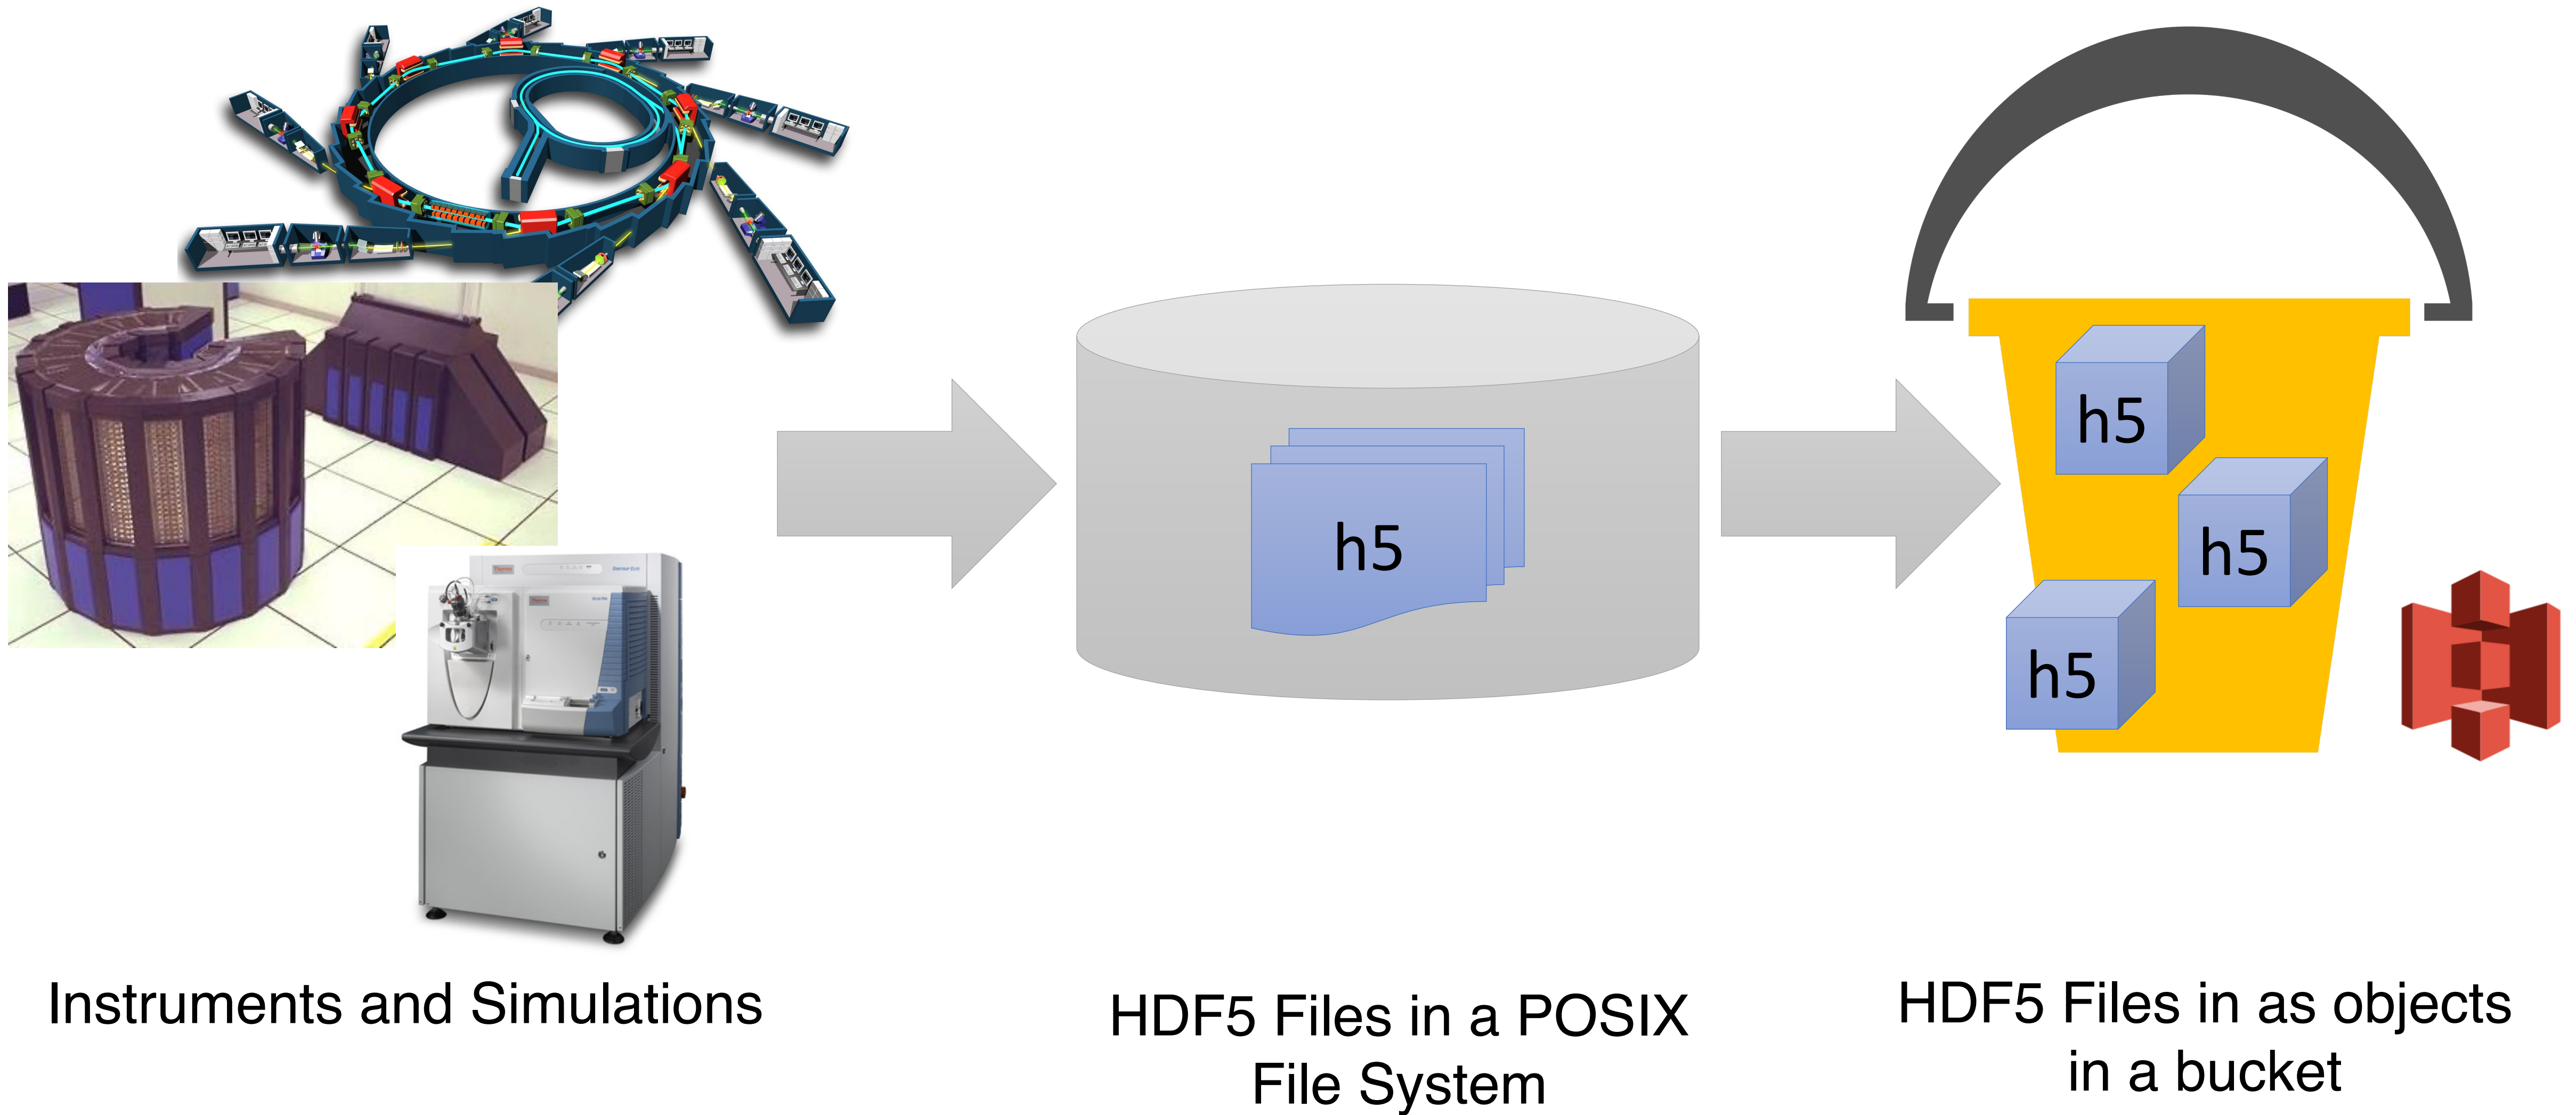 h5
h5
h5
h5
Thermo
Instruments and Simulations
HDF5 Files in a POSIX
File System
HDF5 Files in as objects
in a bucket